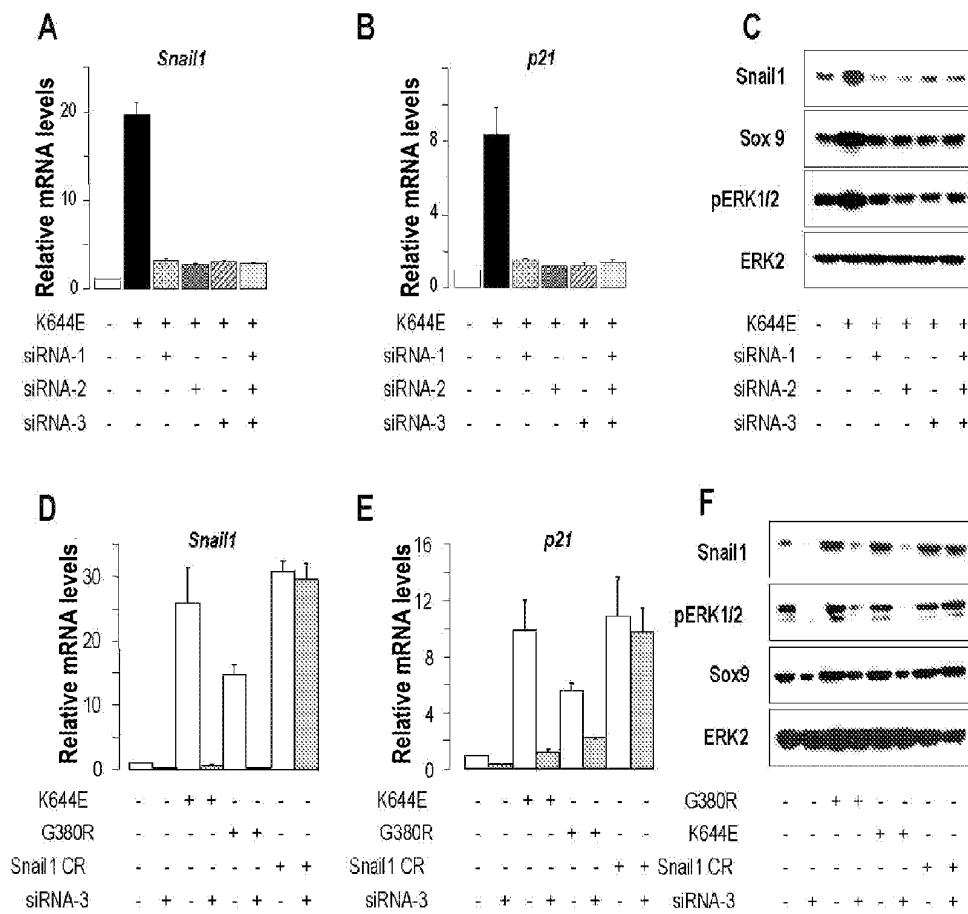 A
B
C
Snail1
p21
Relative mRNA levels
20
10
0
Relative mRNA levels
8
4
0
Snail1
Sox 9
pERK1/2
ERK2
K644E - + + + + +
siRNA-1 - - + - - +
siRNA-2 - - - + - +
siRNA-3 - - - - + +
K644E - + + + + +
siRNA-1 - - + - - +
siRNA-2 - - - + - +
siRNA-3 - - - - + +
K644E - + + + + +
siRNA-1 - - + - - +
siRNA-2 - - - + - +
siRNA-3 - - - - + +
D
E
F
Snail1
p21
Relative mRNA levels
30
20
10
0
Relative mRNA levels
16
12
8
4
0
Snail1
pERK1/2
Sox9
ERK2
K644E - - + + - - - -
G380R - - - - + + - -
Snail1 CR - - - - - - + +
siRNA-3 - + - + - + - +
K644E - - + + - - - -
G380R - - - - + + - -
Snail1 CR - - - - - - + +
siRNA-3 - + - + - + - +
G380R - - + + - - - -
K644E - - - - + + - -
Snail1 CR - - - - - - + +
siRNA-3 - + - + - + - +